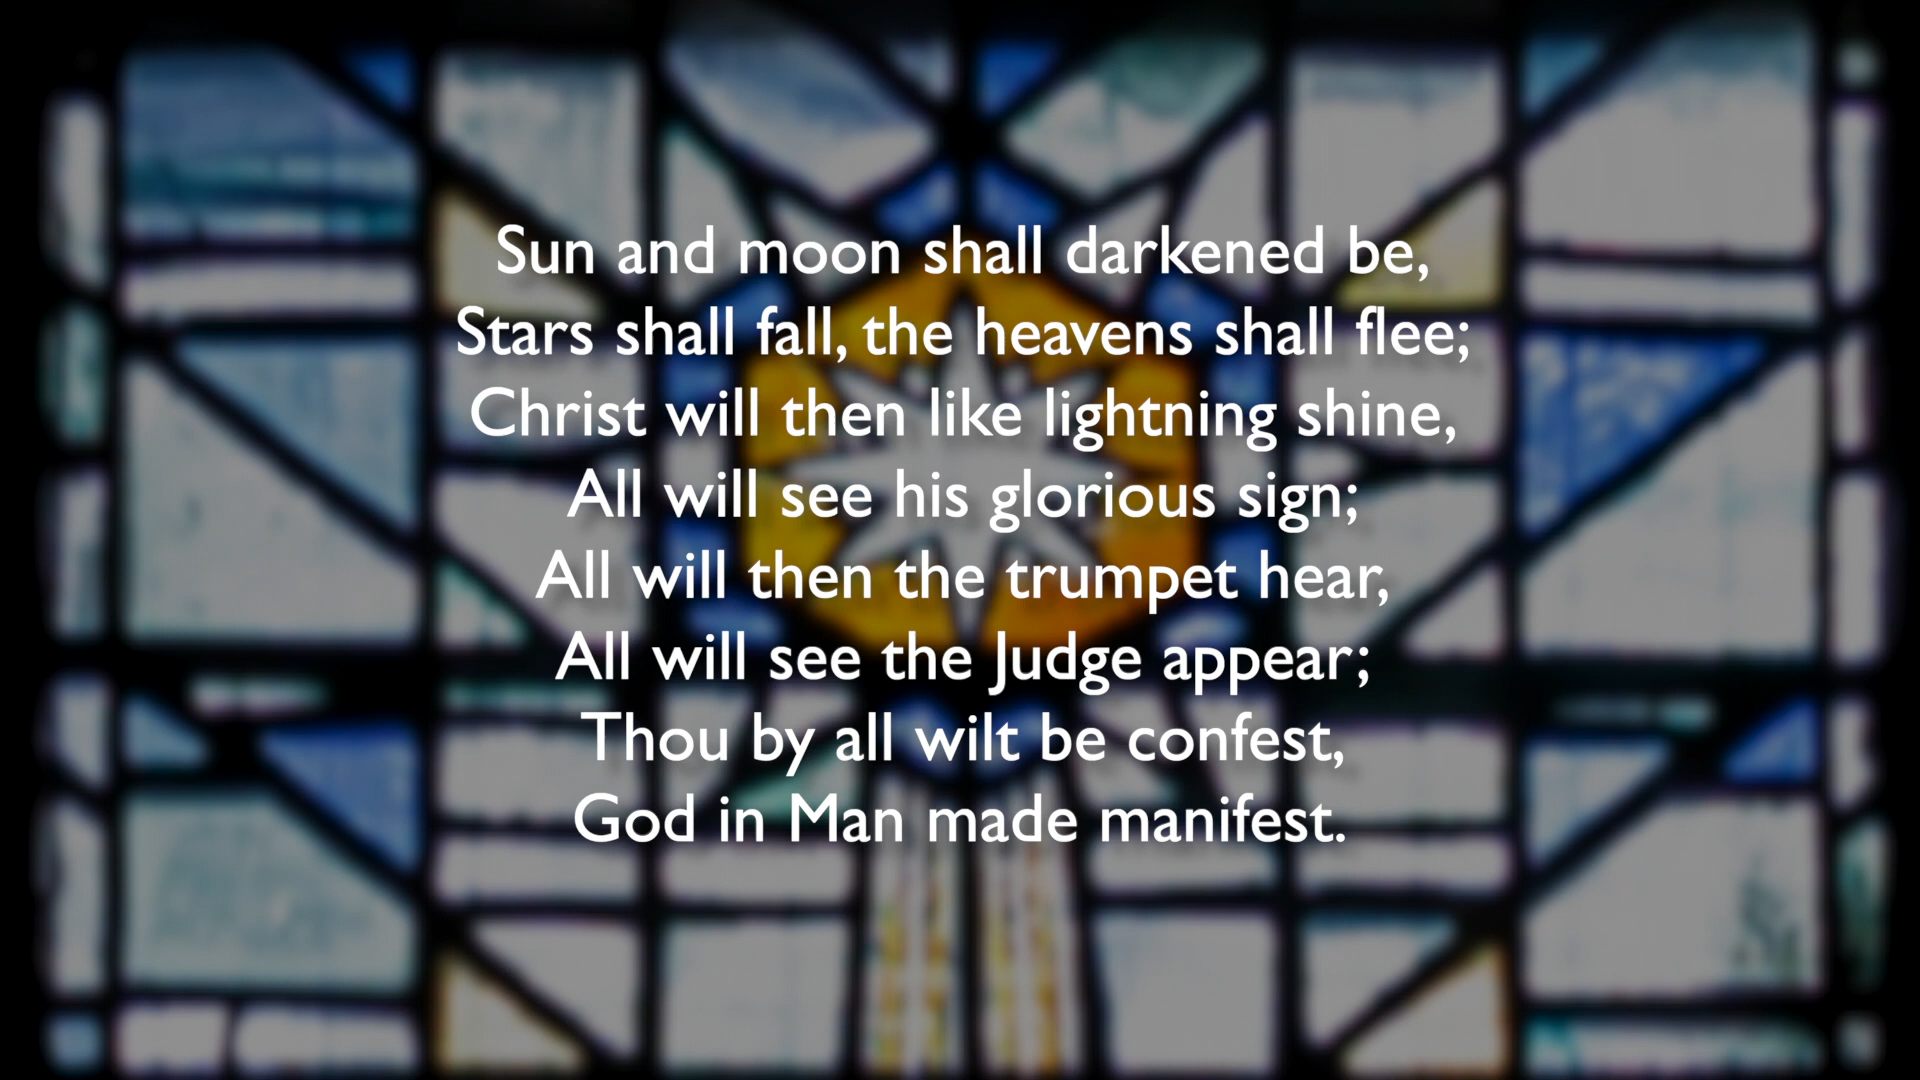 Sun and moon shall darkened be,
Stars shall fall, the heavens shall flee;
Christ will then like lightning shine,
All will see his glorious sign;
All will then the trumpet hear,
All will see the Judge appear;
Thou by all wilt be confest,
God in Man made manifest.